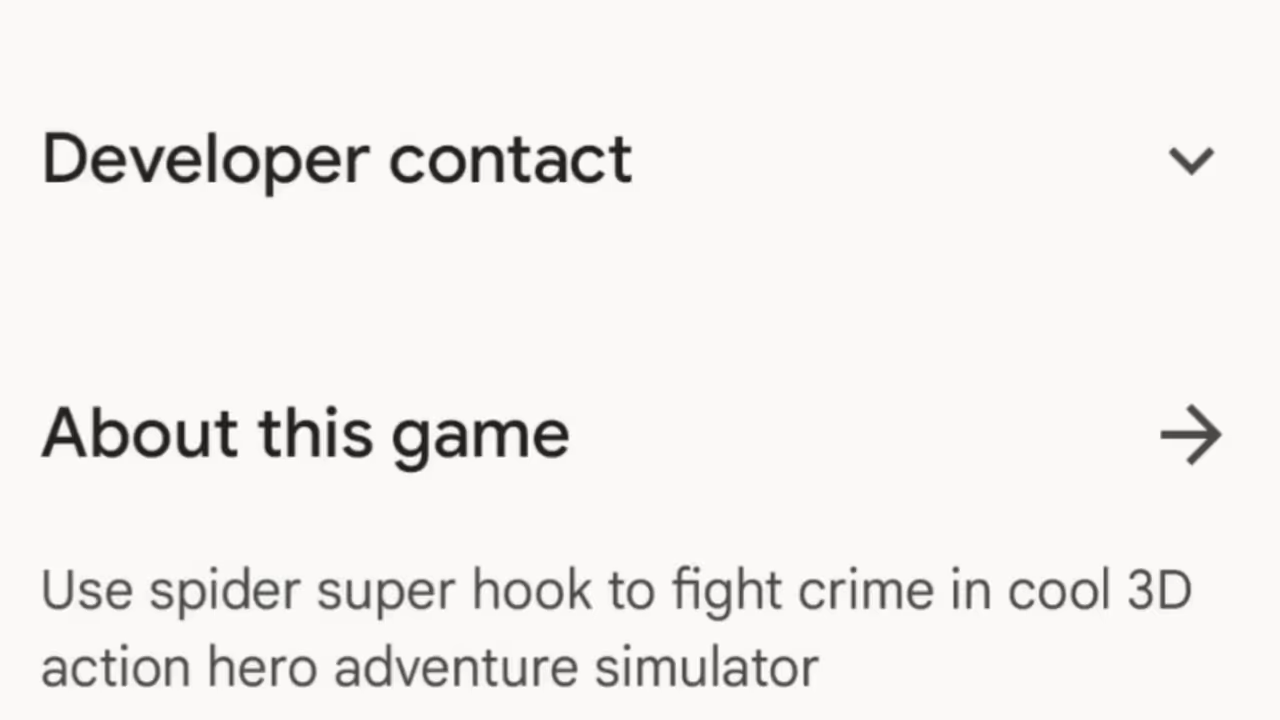 Developer contact
About this game
Use spider super hook to fight crime in cool 3D
action hero adventure simulator